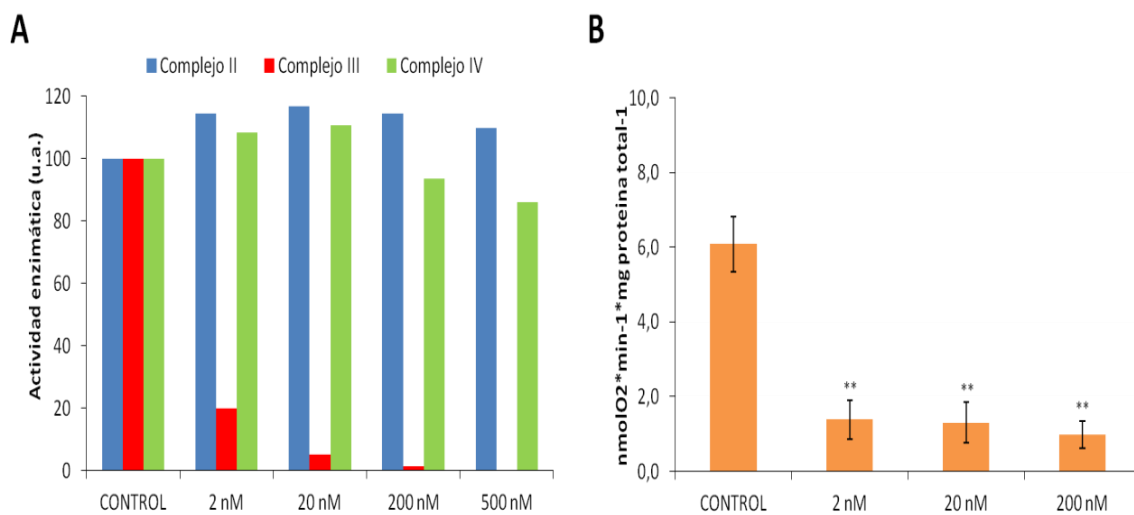 A
Complejo II Complejo III Complejo IV
Actividad enzimática (u.a.)
120
100
80
60
40
20
0
CONTROL 2 nM 20 nM 200 nM 500 nM
B
nmolO2*min-1*mg proteina total-1
10,0
8,0
6,0
4,0
2,0
0,0
** ** **
CONTROL 2 nM 20 nM 200 nM